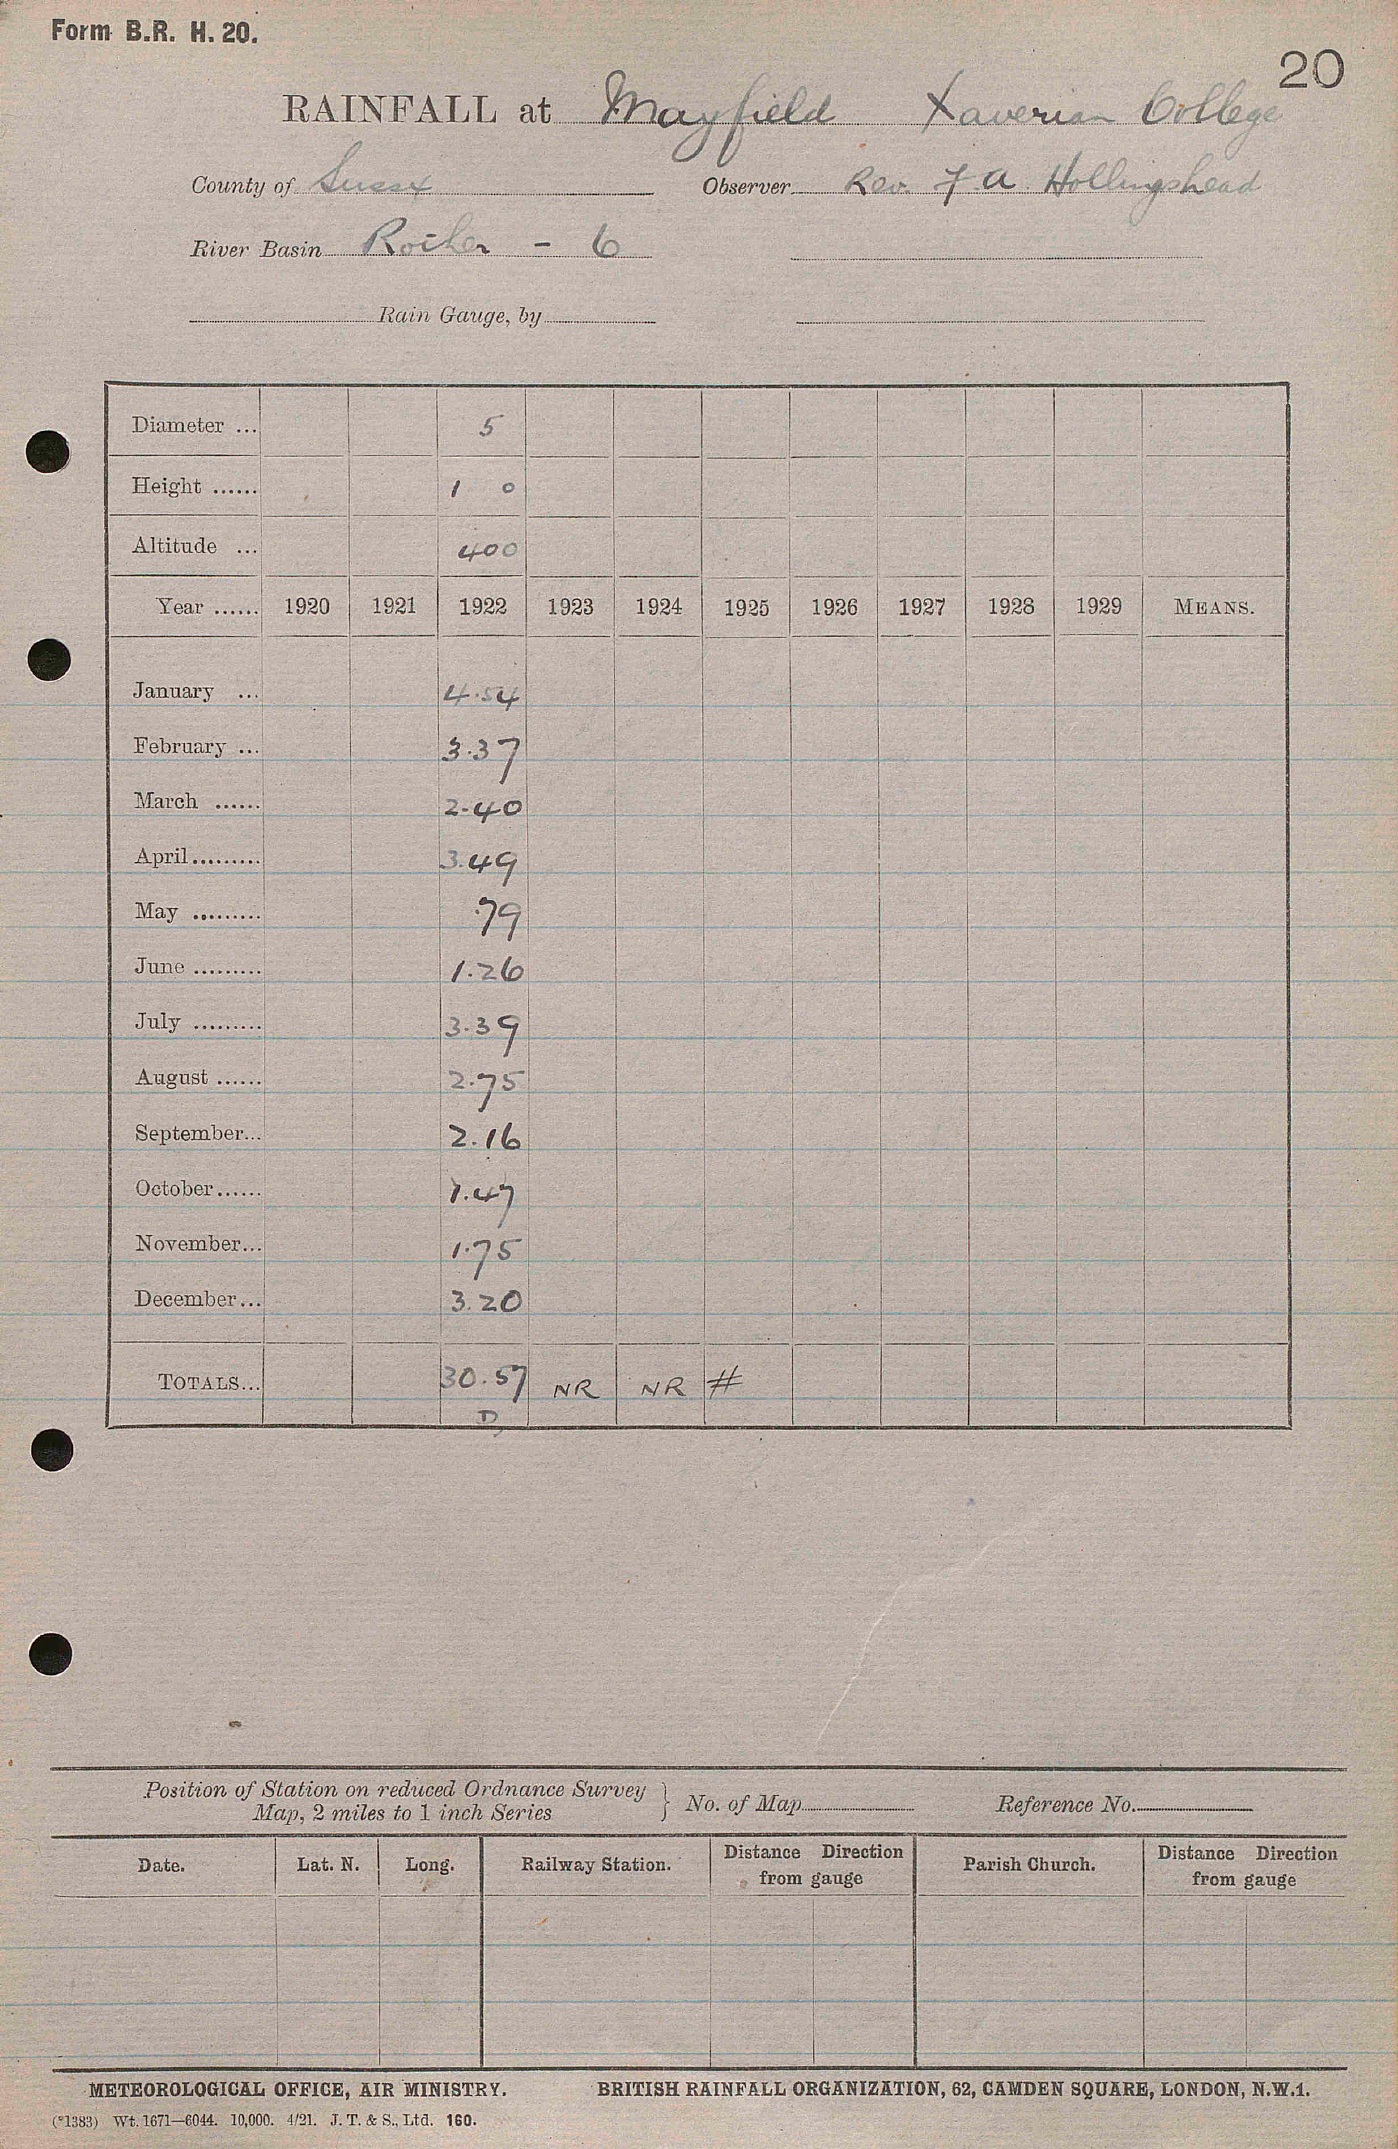 Form B.R. H. 20.
20
RAINFALL at Mayfield Xaverian College
County of Sussex Observer Rev. F. A. Hollingshead
River Basin Rother - 6
Rain Gauge, by
Diameter ... 5
Height ...... 1 0
Altitude ... 400
Year ...... 1920 1921 1922 1923 1924 1925 1926 1927 1928 1929 MEANS.
January ... 4.54
February ... 3.37
March ...... 2.40
April ......... 3.49
May ......... .79
June ......... 1.26
July ......... 3.39
August ...... 2.75
September... 2.16
October ...... 1.47
November... 1.75
December... 3.20
TOTALS... 30.57 NR NR #
D
Position of Station on reduced Ordnance Survey
Map, 2 miles to 1 inch Series } No. of Map Reference No.
Date. Lat. N. Long. Railway Station. Distance Direction from gauge Parish Church. Distance Direction from gauge
METEOROLOGICAL OFFICE, AIR MINISTRY. BRITISH RAINFALL ORGANIZATION, 62, CAMDEN SQUARE, LONDON, N.W.1.
(*1383) Wt. 1671—6044. 10,000. 4/21. J. T. & S., Ltd. 160.